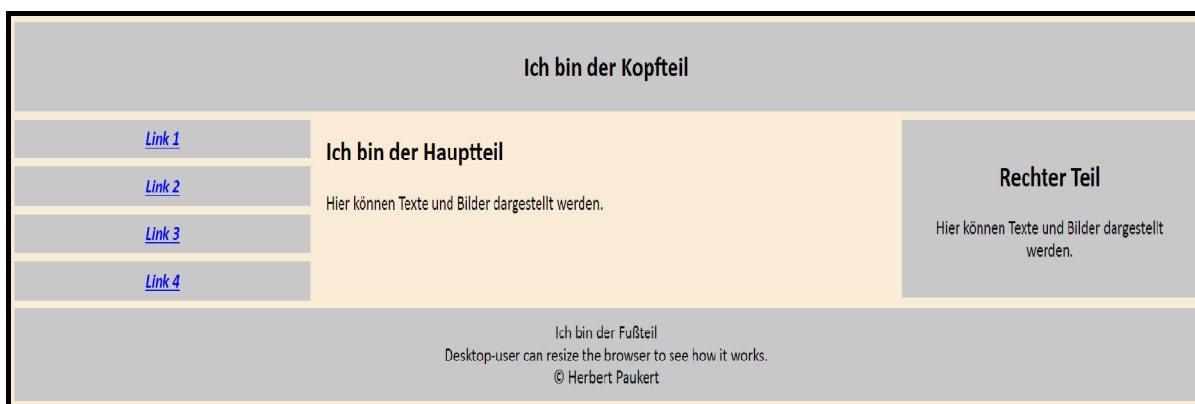 Ich bin der Kopfteil
Link 1
Link 2
Link 3
Link 4
Ich bin der Hauptteil
Hier können Texte und Bilder dargestellt werden.
Rechter Teil
Hier können Texte und Bilder dargestellt
werden.
Ich bin der Fußteil
Desktop-user can resize the browser to see how it works.
© Herbert Paukert